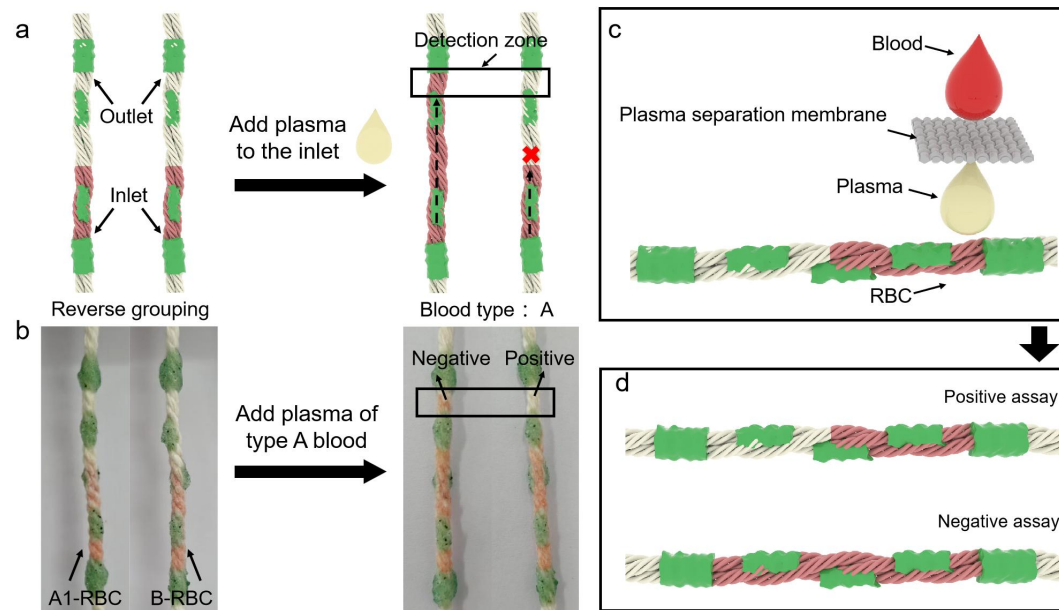 a
Outlet
Inlet
Add plasma
to the inlet
Detection zone
Reverse grouping
Blood type : A
b
A1-RBC
B-RBC
Add plasma of
type A blood
Negative
Positive
c
Blood
Plasma separation membrane
Plasma
RBC
d
Positive assay
Negative assay